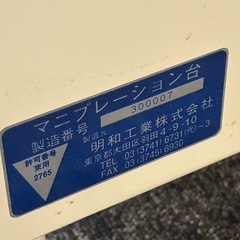 マニプレーション台
製造番号 300007
製造元 明和工業株式会社
東京都大田区羽田4-9-10
TEL 03(3741)6731(代)~3
FAX 03(3745)6930
許可番号
東用
2765